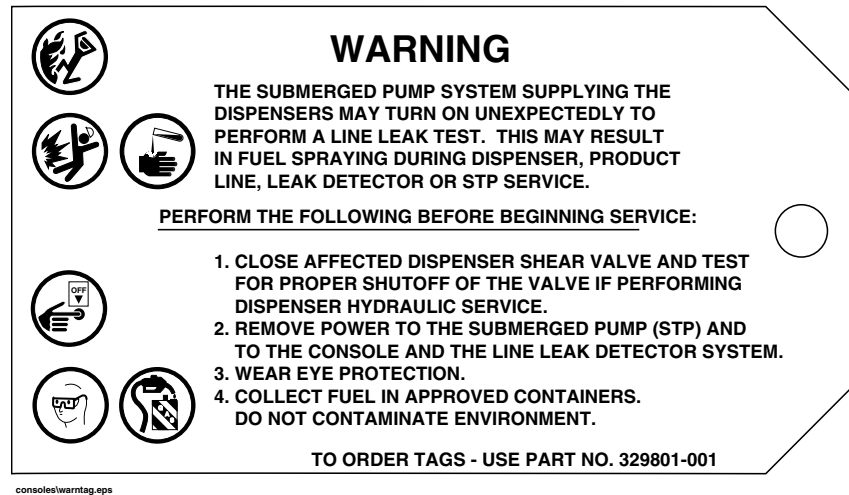 WARNING
THE SUBMERGED PUMP SYSTEM SUPPLYING THE
DISPENSERS MAY TURN ON UNEXPECTEDLY TO
PERFORM A LINE LEAK TEST. THIS MAY RESULT
IN FUEL SPRAYING DURING DISPENSER, PRODUCT
LINE, LEAK DETECTOR OR STP SERVICE.
PERFORM THE FOLLOWING BEFORE BEGINNING SERVICE:
1. CLOSE AFFECTED DISPENSER SHEAR VALVE AND TEST
FOR PROPER SHUTOFF OF THE VALVE IF PERFORMING
DISPENSER HYDRAULIC SERVICE.
OFF
2. REMOVE POWER TO THE SUBMERGED PUMP (STP) AND
TO THE CONSOLE AND THE LINE LEAK DETECTOR SYSTEM.
3. WEAR EYE PROTECTION.
4. COLLECT FUEL IN APPROVED CONTAINERS.
DO NOT CONTAMINATE ENVIRONMENT.
TO ORDER TAGS - USE PART NO. 329801-001
consoles\warntag.eps